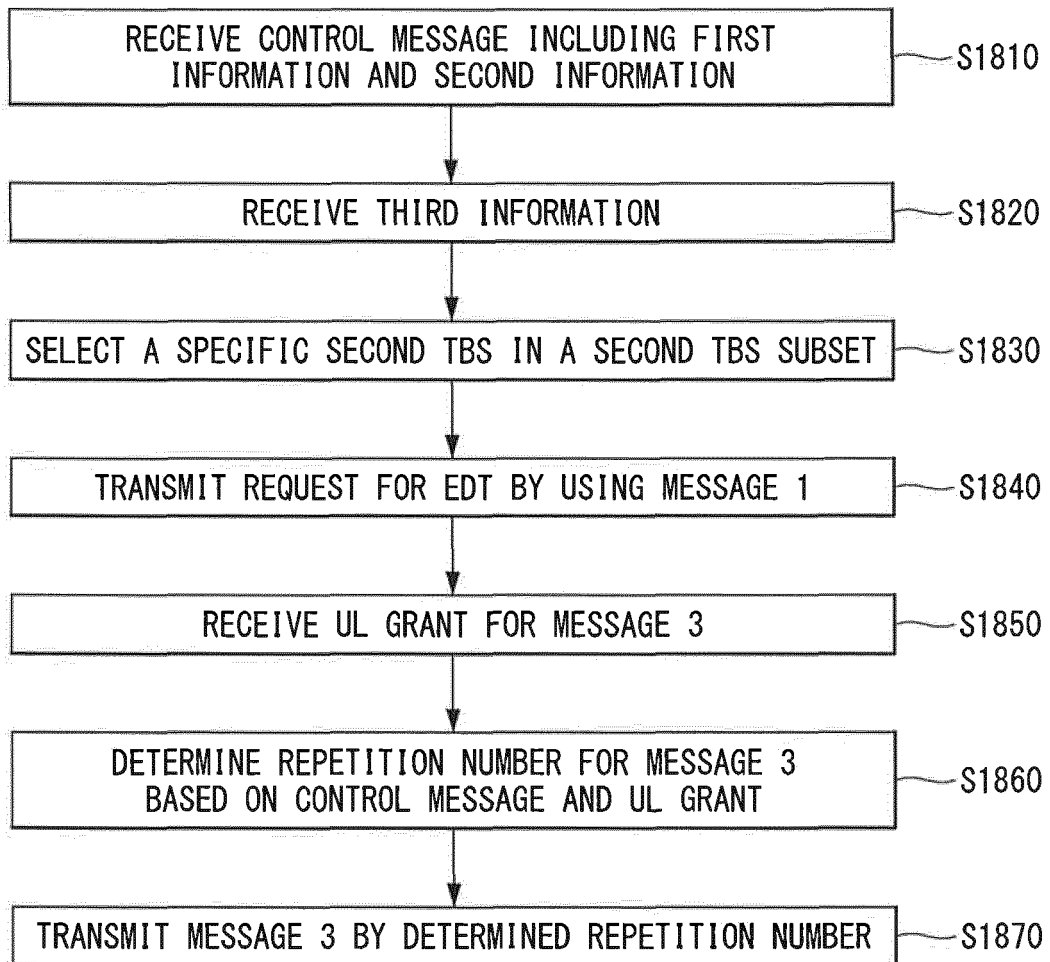 RECEIVE CONTROL MESSAGE INCLUDING FIRST
INFORMATION AND SECOND INFORMATION
S1810
RECEIVE THIRD INFORMATION
S1820
SELECT A SPECIFIC SECOND TBS IN A SECOND TBS SUBSET
S1830
TRANSMIT REQUEST FOR EDT BY USING MESSAGE 1
S1840
RECEIVE UL GRANT FOR MESSAGE 3
S1850
DETERMINE REPETITION NUMBER FOR MESSAGE 3
BASED ON CONTROL MESSAGE AND UL GRANT
S1860
TRANSMIT MESSAGE 3 BY DETERMINED REPETITION NUMBER
S1870